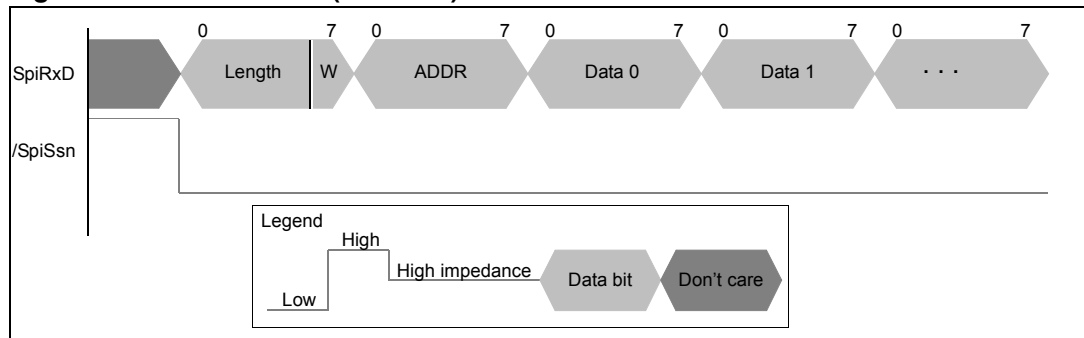 0 7 0 7 0 7 0 7 0 7
SpiRxD Length W ADDR Data 0 Data 1 . . .
/SpiSsn
Legend
High
High impedance Data bit Don't care
Low